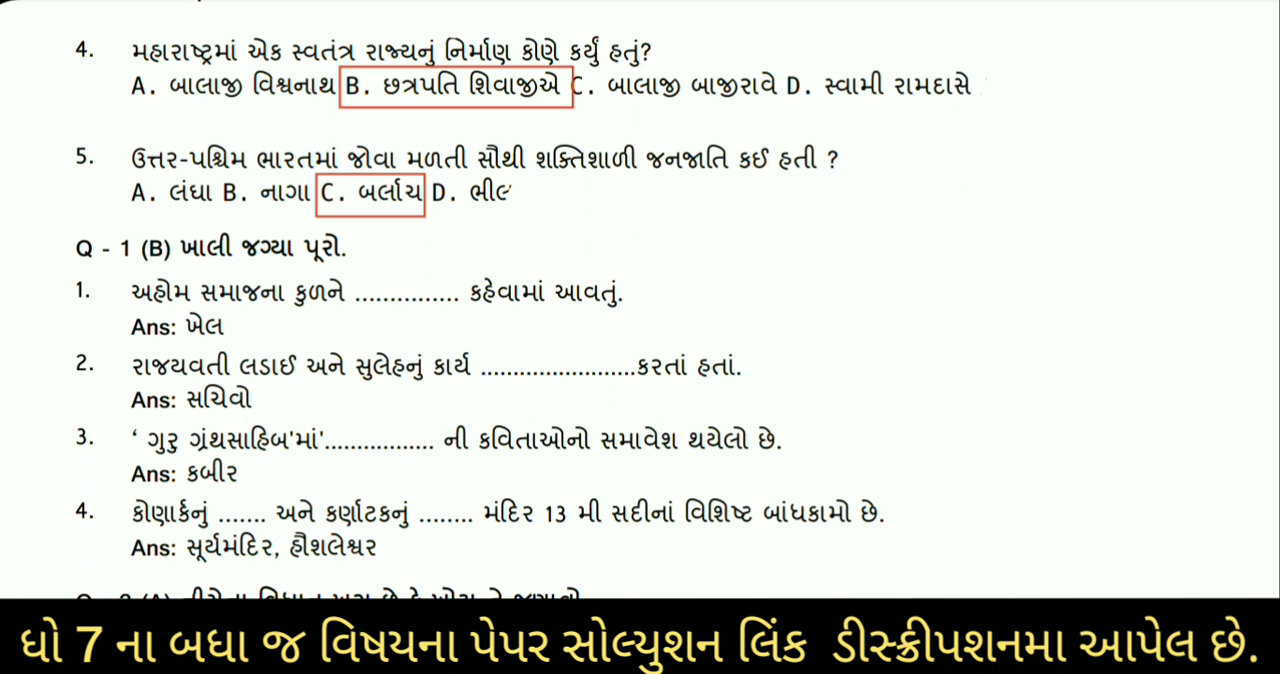 4. મહારાષ્ટ્રમાં એક સ્વતંત્ર રાજ્યનું નિર્માણ કોણે કર્યું હતું?
A. બાલાજી વિશ્વનાથ B. છત્રપતિ શિવાજીએ C. બાલાજી બાજીરાવે D. સ્વામી રામદાસે
5. ઉત્તર-પશ્ચિમ ભારતમાં જોવા મળતી સૌથી શક્તિશાળી જનજાતિ કઈ હતી ?
A. લંઘા B. નાગા C. બર્લાચ D. ભીલ
Q - 1 (B) ખાલી જગ્યા પૂરો.
1. અહોમ સમાજના કુળને ............... કહેવામાં આવતું.
Ans: ખેલ
2. રાજયવતી લડાઈ અને સુલેહનું કાર્ય ........................કરતાં હતાં.
Ans: સચિવો
3. ‘ ગુરુ ગ્રંથસાહિબ'માં'................. ની કવિતાઓનો સમાવેશ થયેલો છે.
Ans: કબીર
4. કોણાર્કનું ....... અને કર્ણાટકનું ........ મંદિર 13 મી સદીનાં વિશિષ્ટ બાંધકામો છે.
Ans: સૂર્યમંદિર, હૌશલેશ્વર
ધો 7 ના બધા જ વિષયના પેપર સોલ્યુશન લિંક ડીસ્ક્રીપશનમા આપેલ છે.